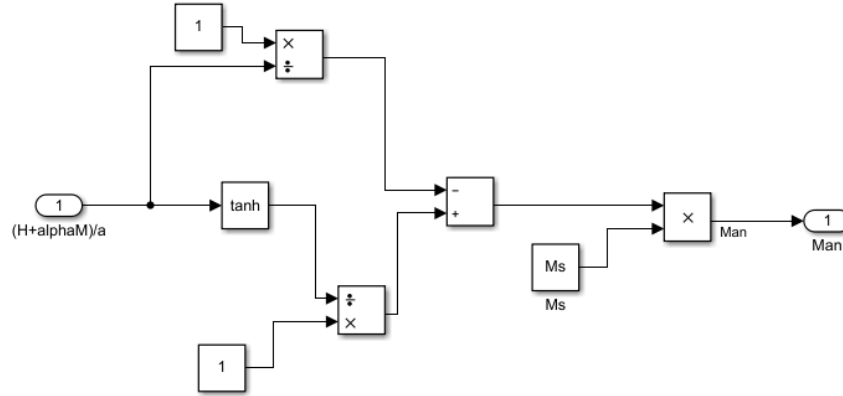 1
×
÷
1
(H+alphaM)/a
tanh
−
+
×
Man
1
Man
Ms
Ms
÷
×
1